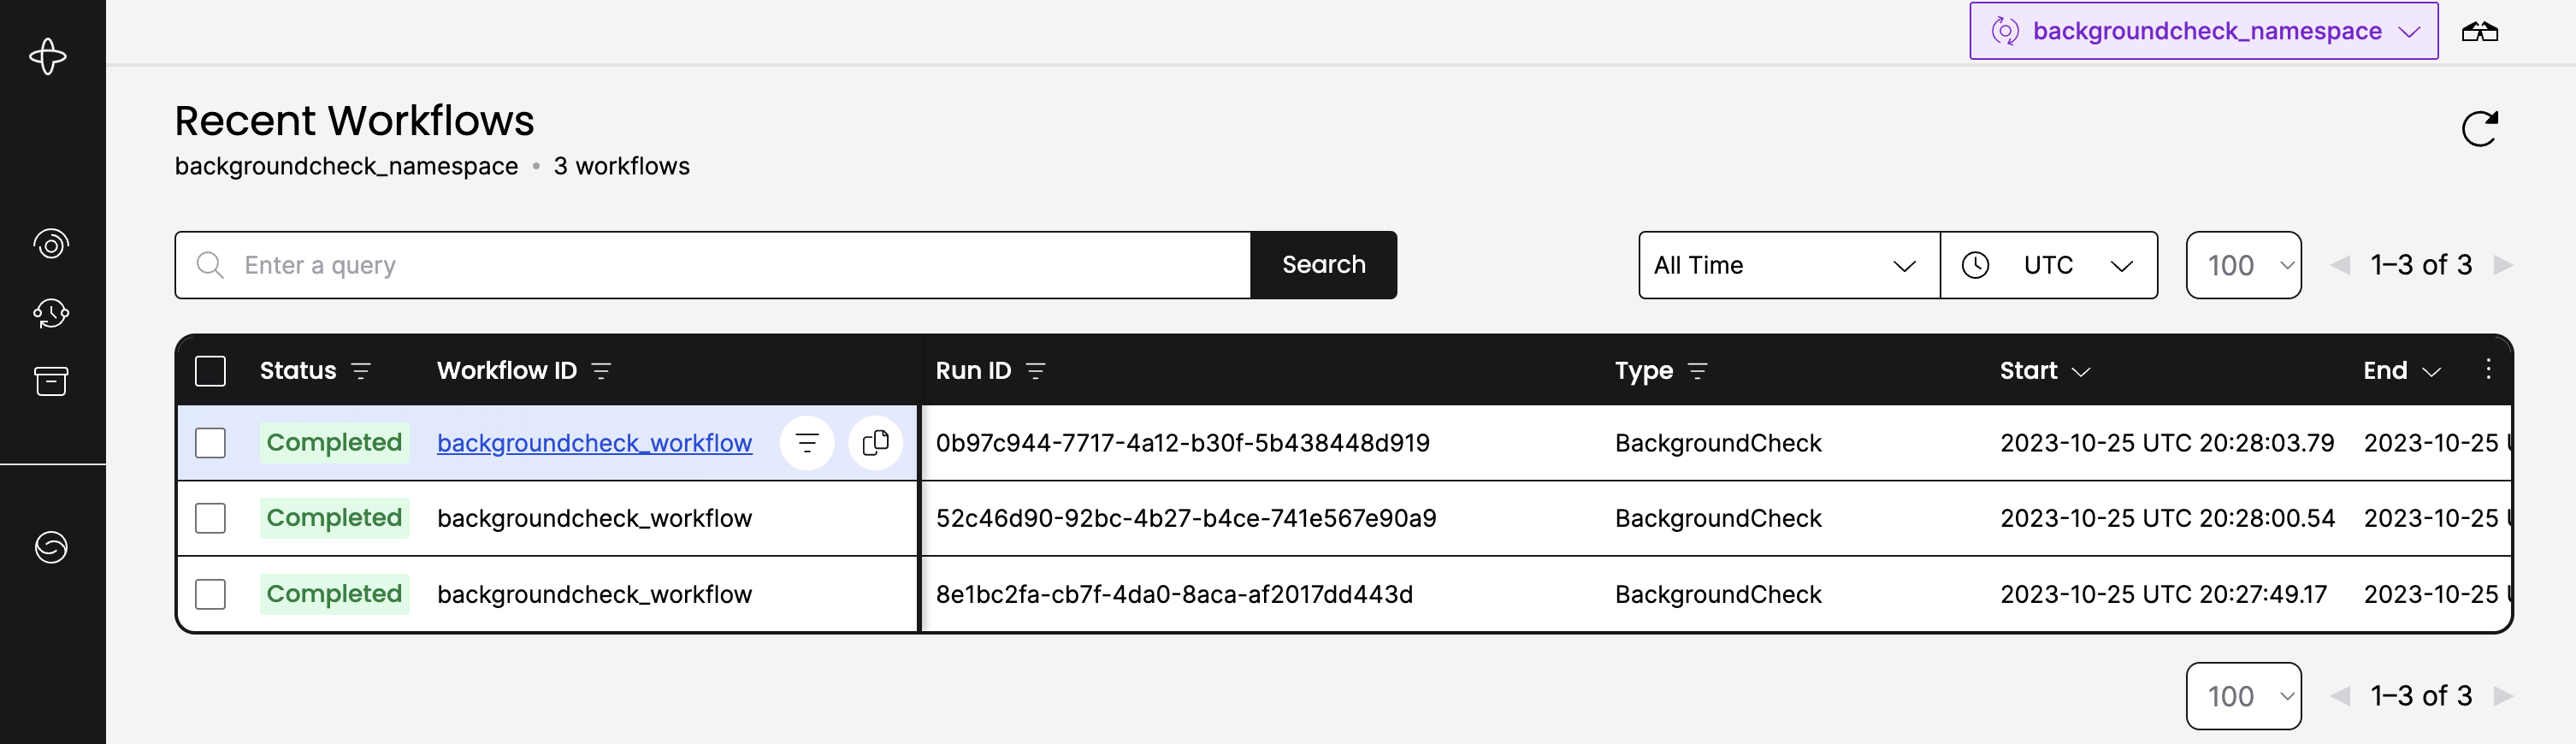 backgroundcheck_namespace
Recent Workflows
backgroundcheck_namespace • 3 workflows
Enter a query Search All Time UTC 100 1–3 of 3
Status Workflow ID Run ID Type Start End
Completed backgroundcheck_workflow 0b97c944-7717-4a12-b30f-5b438448d919 BackgroundCheck 2023-10-25 UTC 20:28:03.79 2023-10-25
Completed backgroundcheck_workflow 52c46d90-92bc-4b27-b4ce-741e567e90a9 BackgroundCheck 2023-10-25 UTC 20:28:00.54 2023-10-25
Completed backgroundcheck_workflow 8e1bc2fa-cb7f-4da0-8aca-af2017dd443d BackgroundCheck 2023-10-25 UTC 20:27:49.17 2023-10-25
100 1–3 of 3